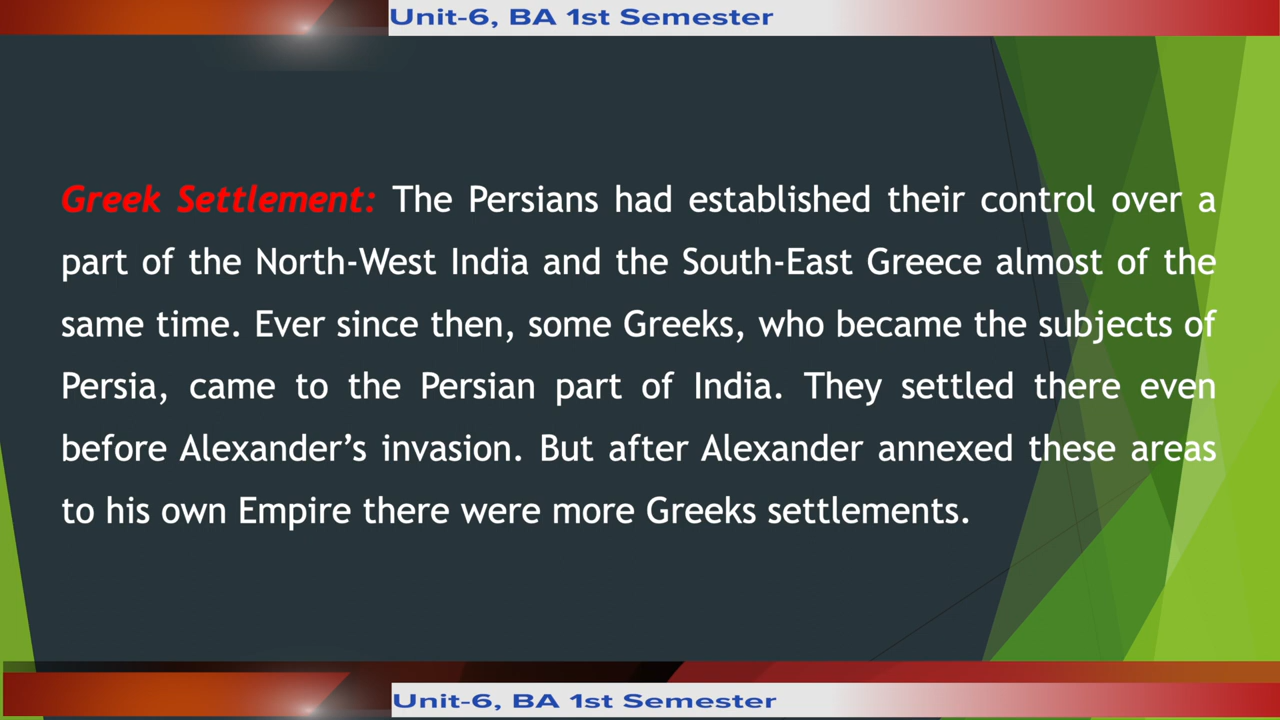 Unit-6, BA 1st Semester
Greek Settlement: The Persians had established their control over a
part of the North-West India and the South-East Greece almost of the
same time. Ever since then, some Greeks, who became the subjects of
Persia, came to the Persian part of India. They settled there even
before Alexander’s invasion. But after Alexander annexed these areas
to his own Empire there were more Greeks settlements.
Unit-6, BA 1st Semester